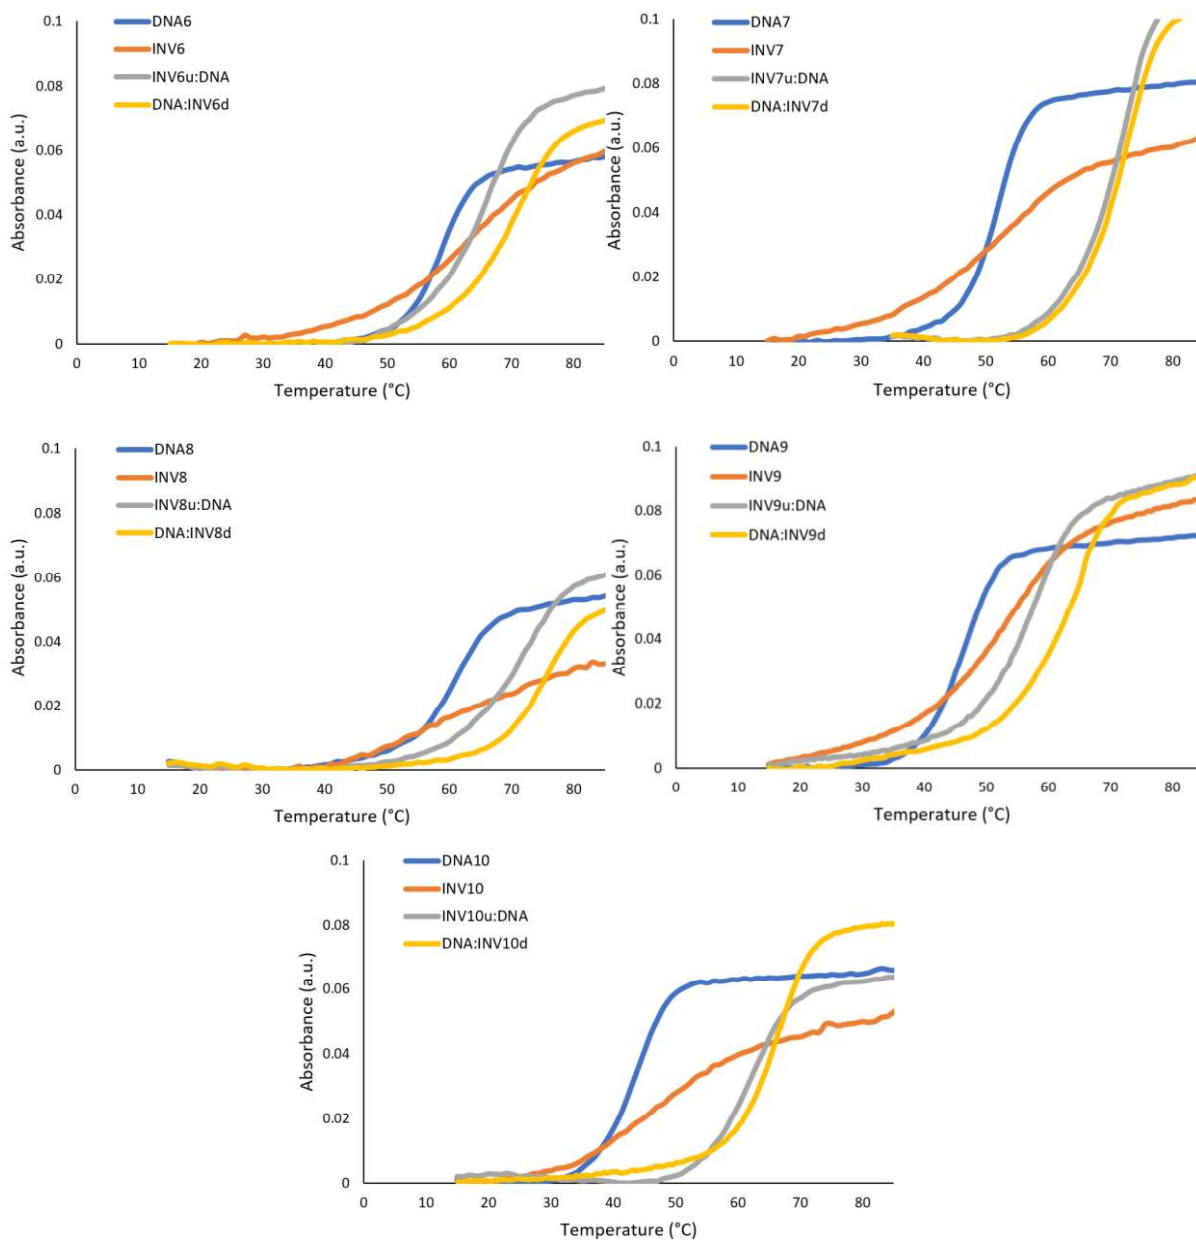 0.1
DNA6
INV6
INV6u:DNA
DNA:INV6d
0.08
0.06
0.04
0.02
0
Absorbance (a.u.)
0 10 20 30 40 50 60 70 80
Temperature (°C)
0.1
DNA7
INV7
INV7u:DNA
DNA:INV7d
0.08
0.06
0.04
0.02
0
Absorbance (a.u.)
0 10 20 30 40 50 60 70 80
Temperature (°C)
0.1
DNA8
INV8
INV8u:DNA
DNA:INV8d
0.08
0.06
0.04
0.02
0
Absorbance (a.u.)
0 10 20 30 40 50 60 70 80
Temperature (°C)
0.1
DNA9
INV9
INV9u:DNA
DNA:INV9d
0.08
0.06
0.04
0.02
0
Absorbance (a.u.)
0 10 20 30 40 50 60 70 80
Temperature (°C)
0.1
DNA10
INV10
INV10u:DNA
DNA:INV10d
0.08
0.06
0.04
0.02
0
Absorbance (a.u.)
0 10 20 30 40 50 60 70 80
Temperature (°C)